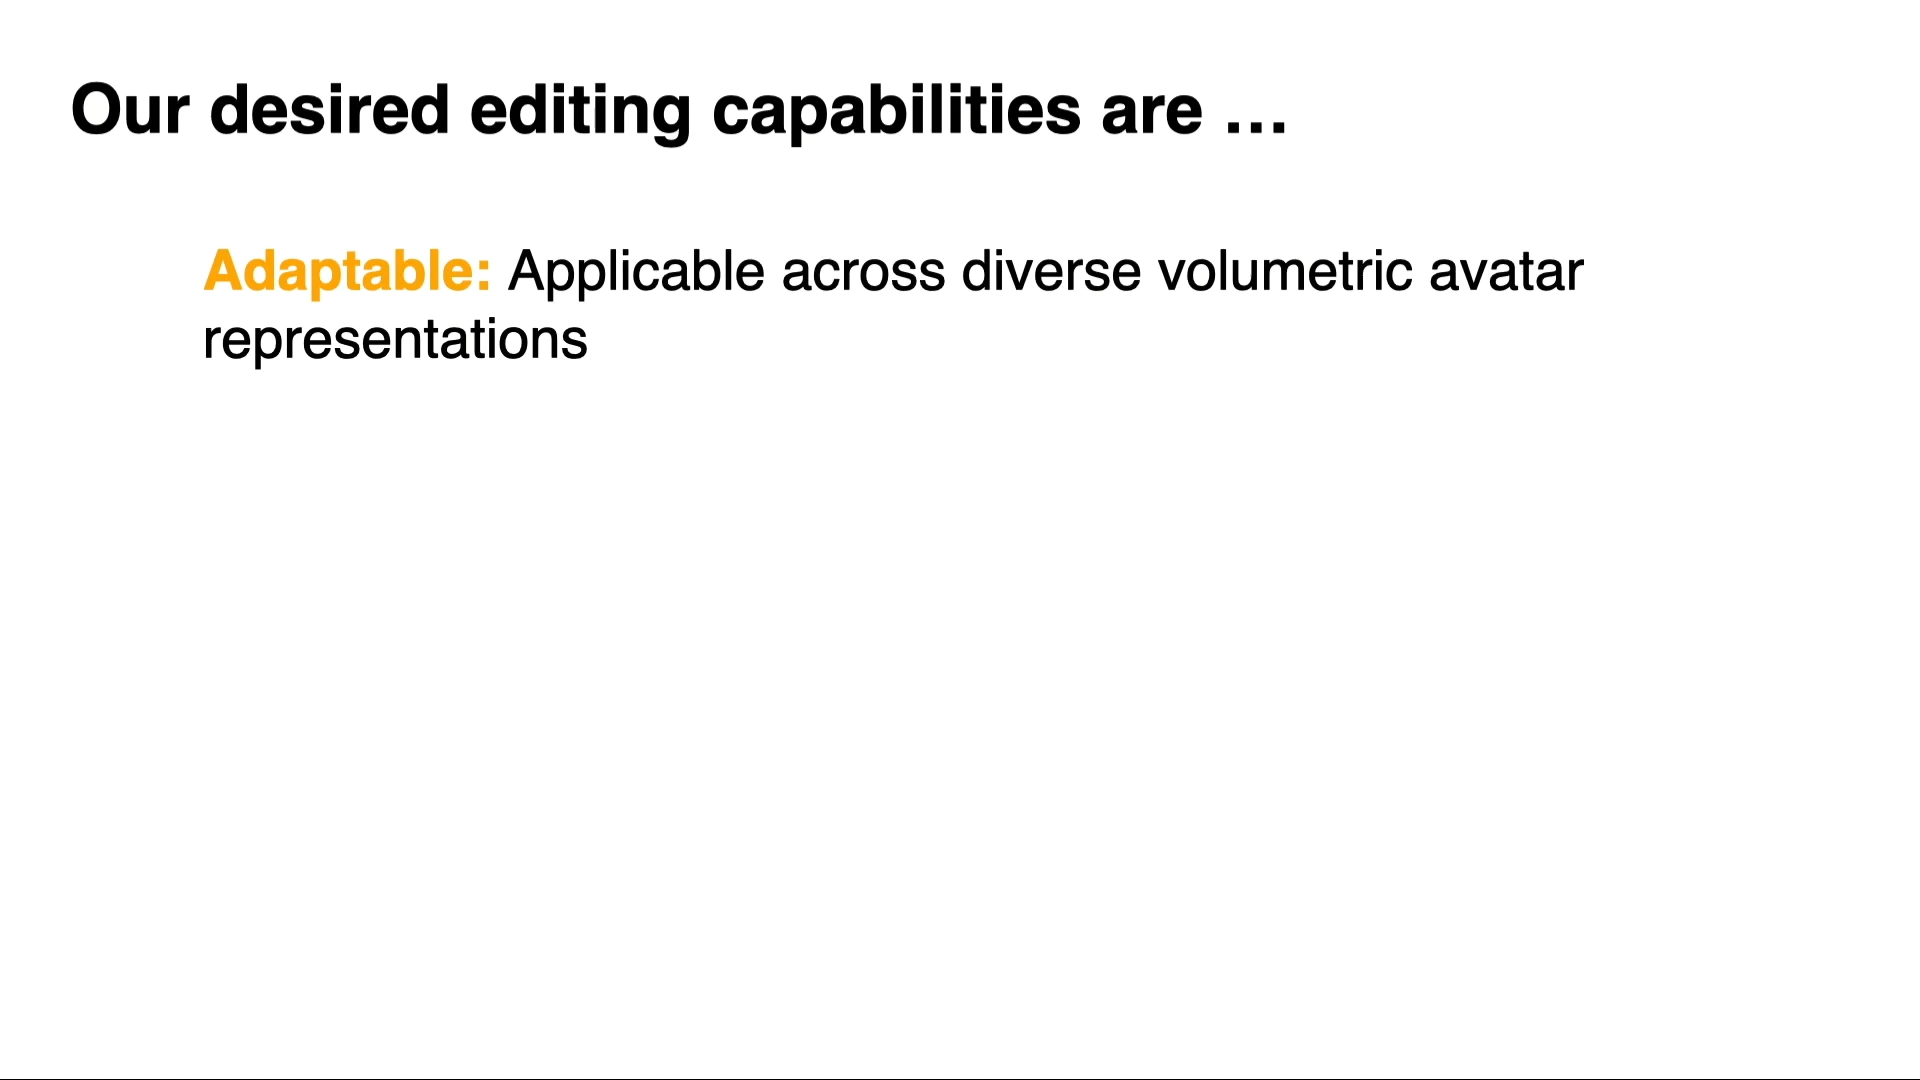 Our desired editing capabilities are …
Adaptable: Applicable across diverse volumetric avatar
representations